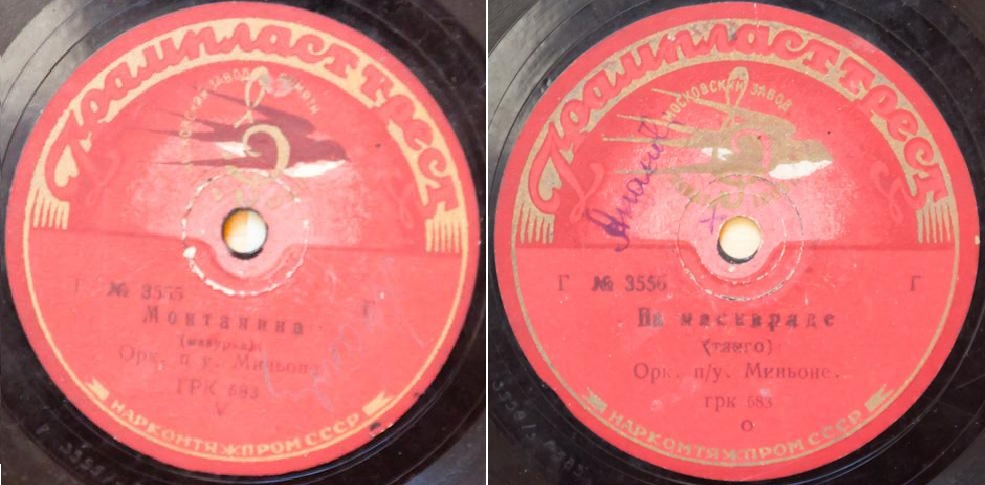 Грампласттрест
МОСКОВСКИЙ ЗАВОД
Г № 3555 Г
Монтанина
(мазурка)
Орк. п/у. Миньоне
ГРК 583
V
НАРКОМТЯЖПРОМ СССР
Грампласттрест
МОСКОВСКИЙ ЗАВОД
Г № 3556 Г
На маскараде
(танго)
Орк. п/у. Миньоне.
грк 583
О
НАРКОМТЯЖПРОМ СССР